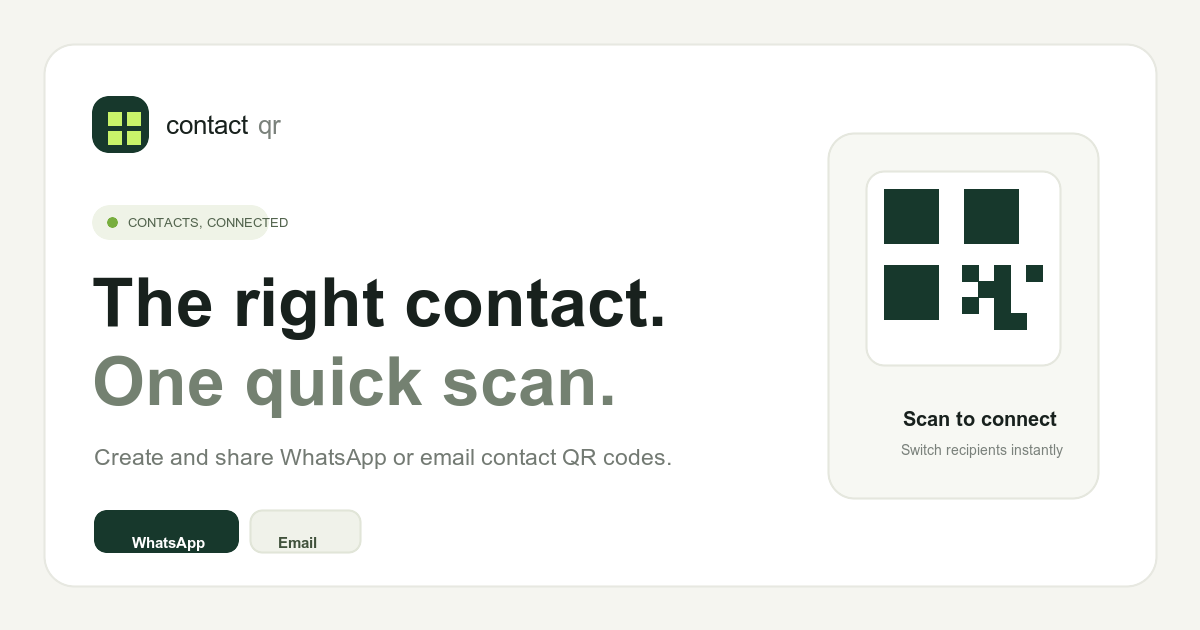 contact qr
CONTACTS, CONNECTED
The right contact.
One quick scan.
Create and share WhatsApp or email contact QR codes.
WhatsApp
Email
Scan to connect
Switch recipients instantly